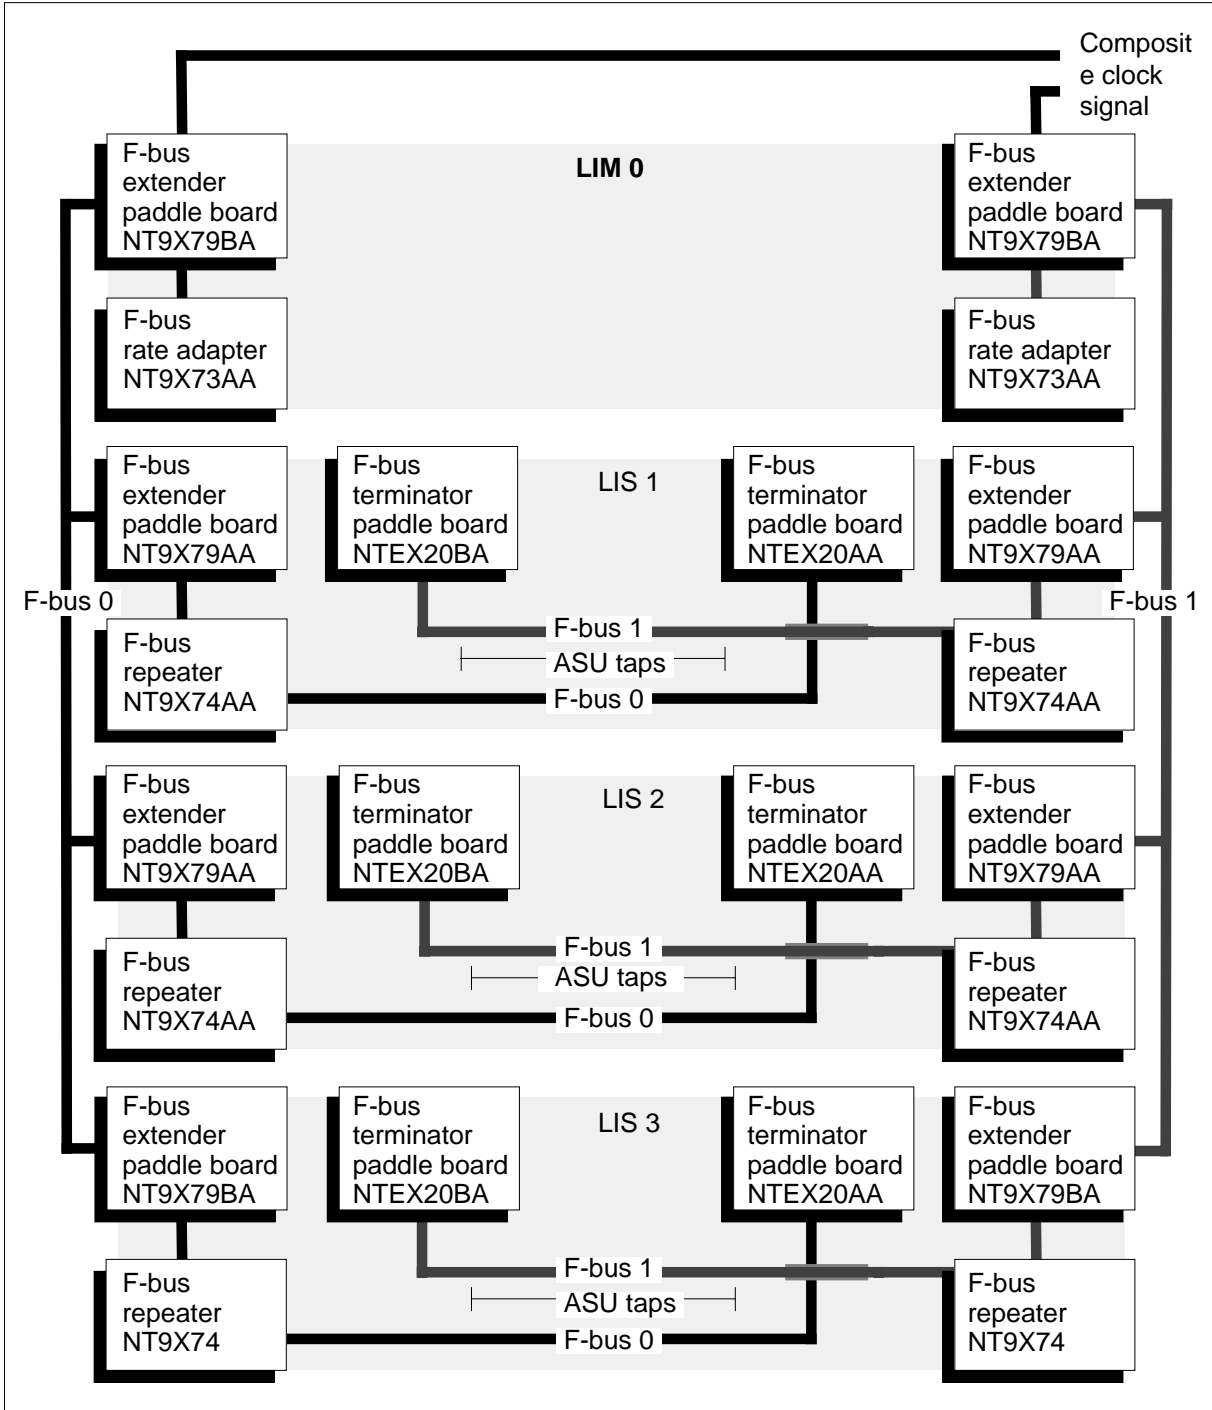 Composit
e clock
signal
F-bus
extender
paddle board
NT9X79BA
LIM 0
F-bus
extender
paddle board
NT9X79BA
F-bus
rate adapter
NT9X73AA
F-bus
rate adapter
NT9X73AA
F-bus
extender
paddle board
NT9X79AA
F-bus
terminator
paddle board
NTEX20BA
LIS 1
F-bus
terminator
paddle board
NTEX20AA
F-bus
extender
paddle board
NT9X79AA
F-bus 0
F-bus 1
F-bus
repeater
NT9X74AA
F-bus 1
ASU taps
F-bus 0
F-bus
repeater
NT9X74AA
F-bus
extender
paddle board
NT9X79AA
F-bus
terminator
paddle board
NTEX20BA
LIS 2
F-bus
terminator
paddle board
NTEX20AA
F-bus
extender
paddle board
NT9X79AA
F-bus
repeater
NT9X74AA
F-bus 1
ASU taps
F-bus 0
F-bus
repeater
NT9X74AA
F-bus
extender
paddle board
NT9X79BA
F-bus
terminator
paddle board
NTEX20BA
LIS 3
F-bus
terminator
paddle board
NTEX20AA
F-bus
extender
paddle board
NT9X79BA
F-bus
repeater
NT9X74
F-bus 1
ASU taps
F-bus 0
F-bus
repeater
NT9X74